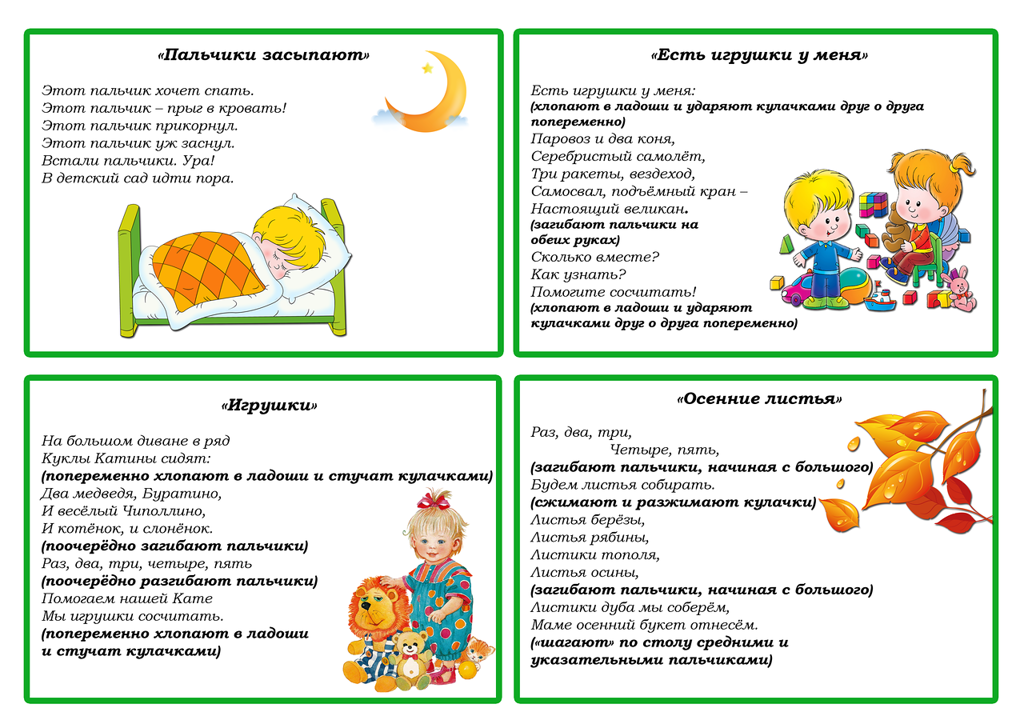 «Пальчики засыпают»
Этот пальчик хочет спать.
Этот пальчик – прыг в кровать!
Этот пальчик прикорнул.
Этот пальчик уж заснул.
Встали пальчики. Ура!
В детский сад идти пора.
«Есть игрушки у меня»
Есть игрушки у меня:
(хлопают в ладоши и ударяют кулачками друг о друга
попеременно)
Паровоз и два коня,
Серебристый самолёт,
Три ракеты, вездеход,
Самосвал, подъёмный кран –
Настоящий великан.
(загибают пальчики на
обеих руках)
Сколько вместе?
Как узнать?
Помогите сосчитать!
(хлопают в ладоши и ударяют
кулачками друг о друга попеременно)
«Игрушки»
На большом диване в ряд
Куклы Катины сидят:
(попеременно хлопают в ладоши и стучат кулачками)
Два медведя, Буратино,
И весёлый Чиполлино,
И котёнок, и слонёнок.
(поочерёдно загибают пальчики)
Раз, два, три, четыре, пять
(поочерёдно разгибают пальчики)
Помогаем нашей Кате
Мы игрушки сосчитать.
(попеременно хлопают в ладоши
и стучат кулачками)
«Осенние листья»
Раз, два, три,
Четыре, пять,
(загибают пальчики, начиная с большого)
Будем листья собирать.
(сжимают и разжимают кулачки)
Листья берёзы,
Листья рябины,
Листики тополя,
Листья осины,
(загибают пальчики, начиная с большого)
Листики дуба мы соберём,
Маме осенний букет отнесём.
(«шагают» по столу средними и
указательными пальчиками)